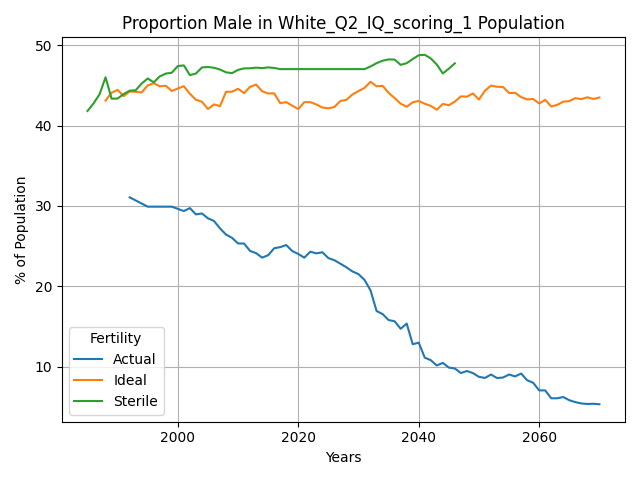 Proportion Male in White_Q2_IQ_scoring_1 Population
% of Population
50
40
30
20
10
Fertility
Actual
Ideal
Sterile
2000
2020
2040
2060
Years